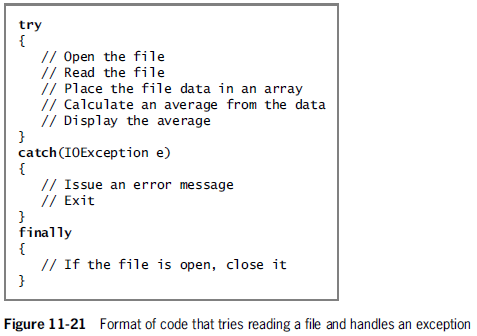 try
{
// Open the file
// Read the file
// Place the file data in an array
// Calculate an average from the data
// Display the average
}
catch(IOException e)
{
// Issue an error message
// Exit
}
finally
{
// If the file is open, close it
}
Figure 11-21 Format of code that tries reading a file and handles an exception